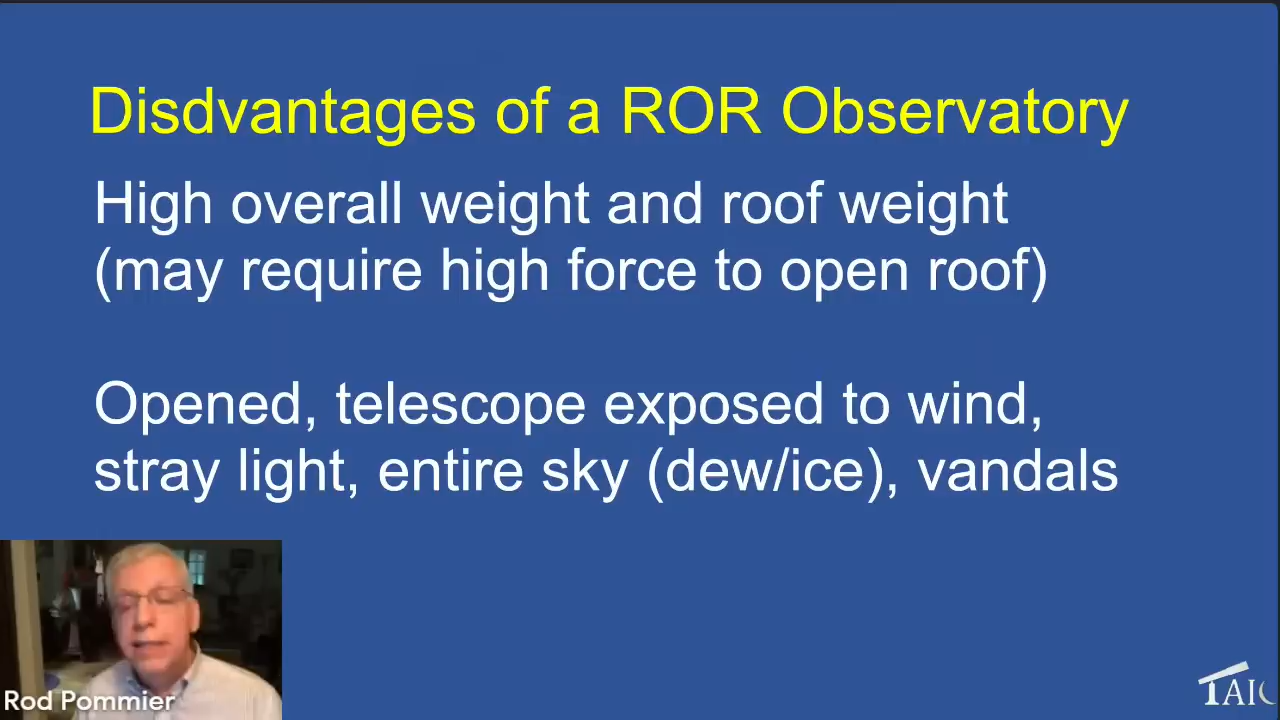 Disdvantages of a ROR Observatory
High overall weight and roof weight
(may require high force to open roof)
Opened, telescope exposed to wind,
stray light, entire sky (dew/ice), vandals
Rod Pommier
TAIC